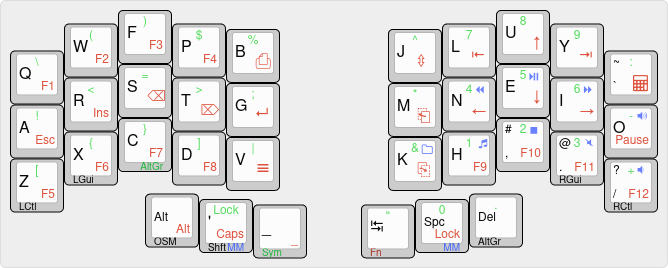 \ Q F1
( W F2
) F F3
$ P F4
% B
^ J
7 L
8 U
9 Y
~ : `
! A Esc
< R Ins
= S
> T
; G
* M
4 N
5 E
6 I
- O Pause
[ Z F5 LCtl
{ X F6 LGui
} C F7 AltGr
] D F8
| V
& K
1 H F9
# 2 , F10
@ 3 . F11 RGui
? + / F12 RCtl
Alt Alt OSM
' Lock Caps Shft MM
_ _ Sym
" Fn
0 Spc Lock MM
Del . AltGr